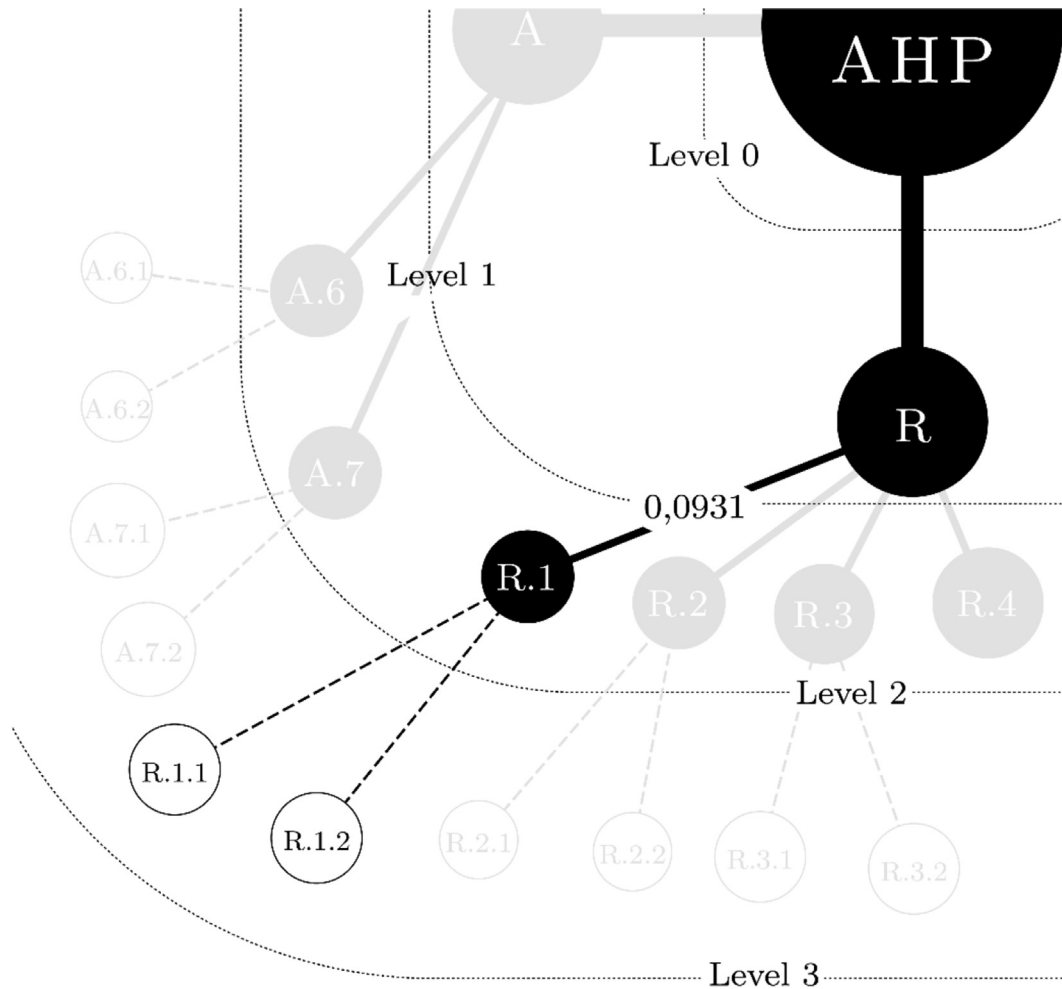 A
AHP
Level 0
A.6.1
A.6
Level 1
A.6.2
R
A.7
0,0931
A.7.1
R.1
R.2
R.3
R.4
A.7.2
Level 2
R.1.1
R.1.2
R.2.1
R.2.2
R.3.1
R.3.2
Level 3